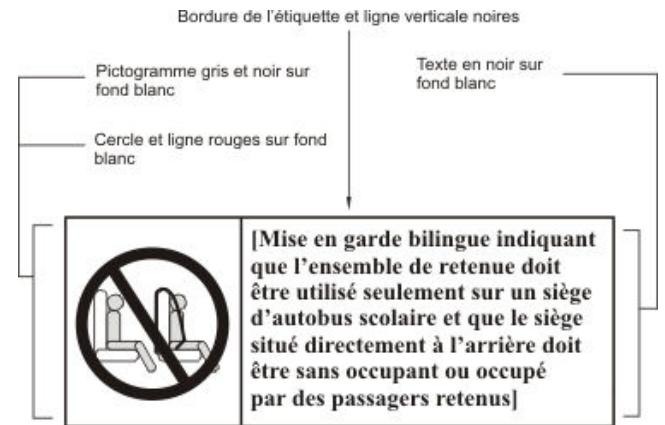 Bordure de l'étiquette et ligne verticale noires
Pictogramme gris et noir sur
fond blanc
Texte en noir sur
fond blanc
Cercle et ligne rouges sur fond
blanc
[Mise en garde bilingue indiquant
que l'ensemble de retenue doit
être utilisé seulement sur un siège
d'autobus scolaire et que le siège
situé directement à l'arrière doit
être sans occupant ou occupé
par des passagers retenus]